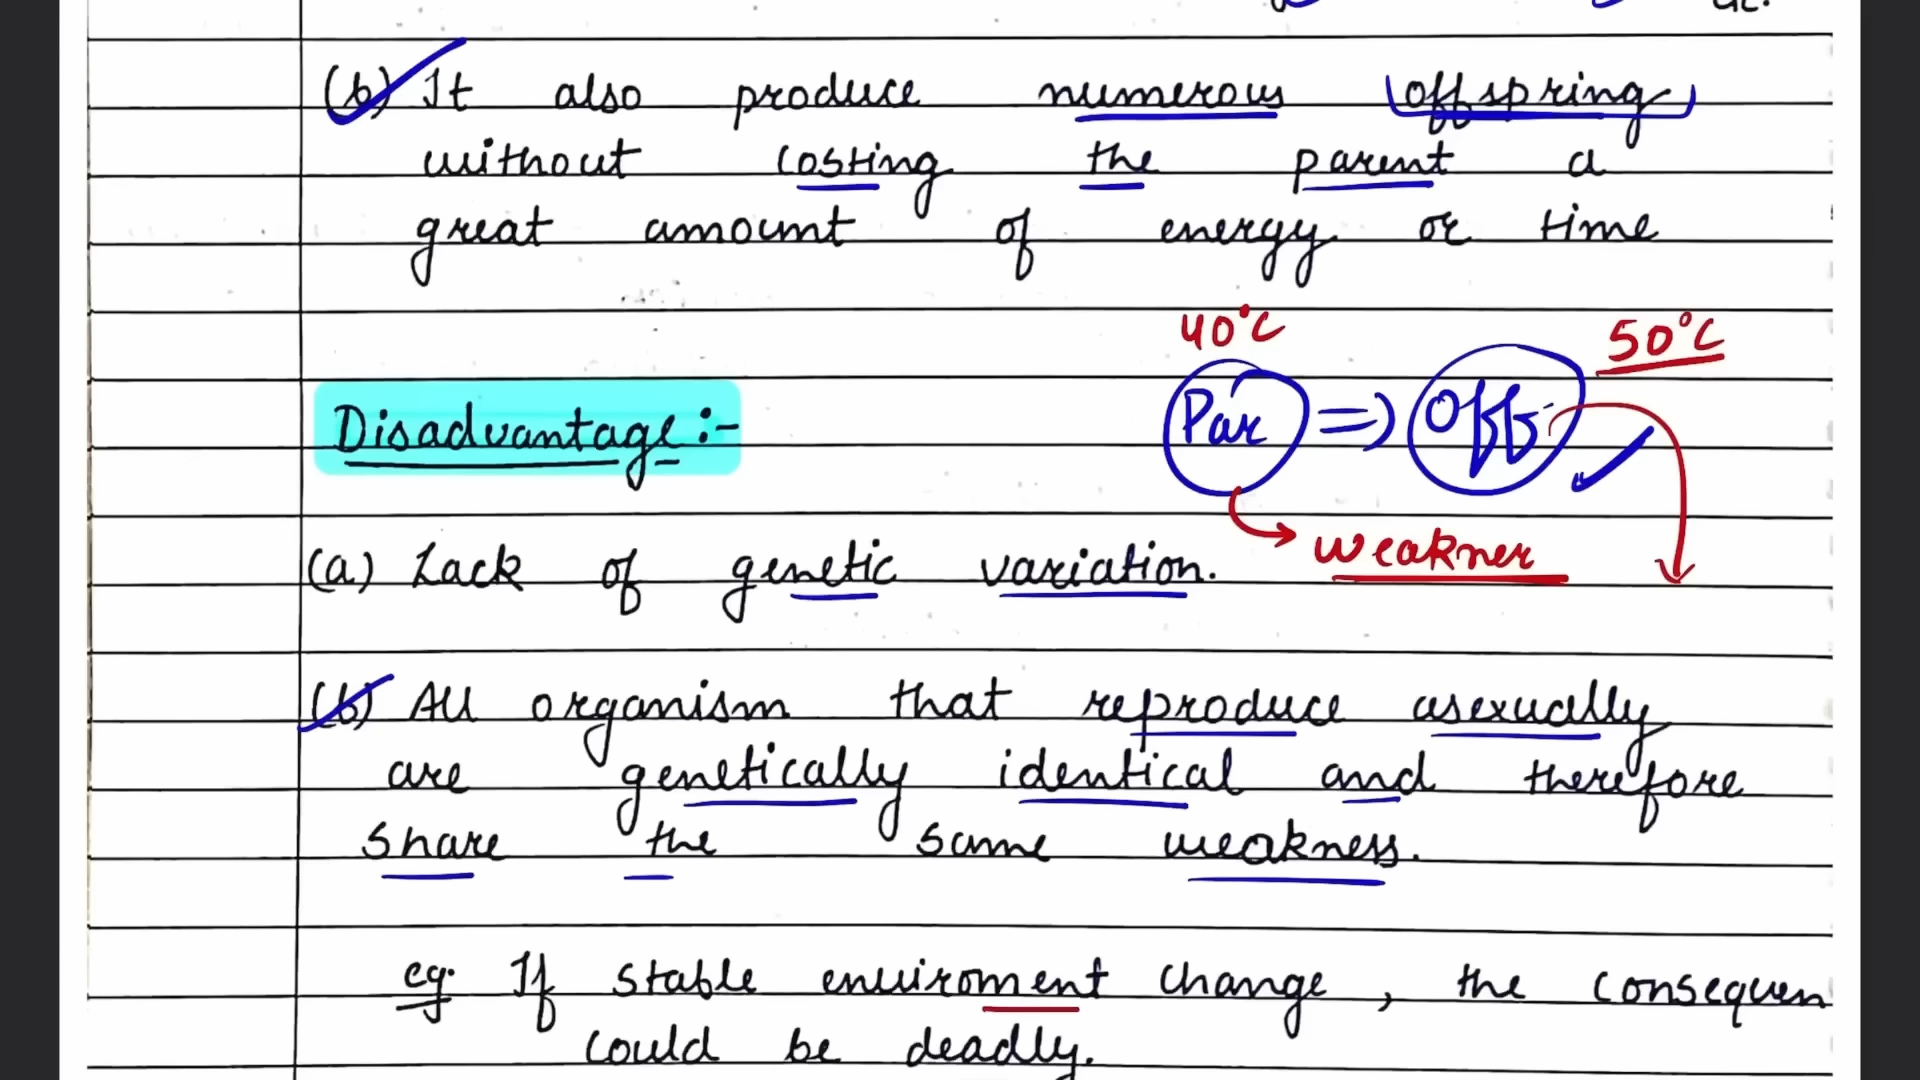 (b) It also produce numerous offspring
without costing the parent a
great amount of energy or time
40°C 50°C
Par => Off
Disadvantage :-
weakner
(a) Lack of genetic variation.
(b) All organism that reproduce asexually
are genetically identical and therefore
share the same weakness.
eg. If stable enviroment change , the consequen
could be deadly.